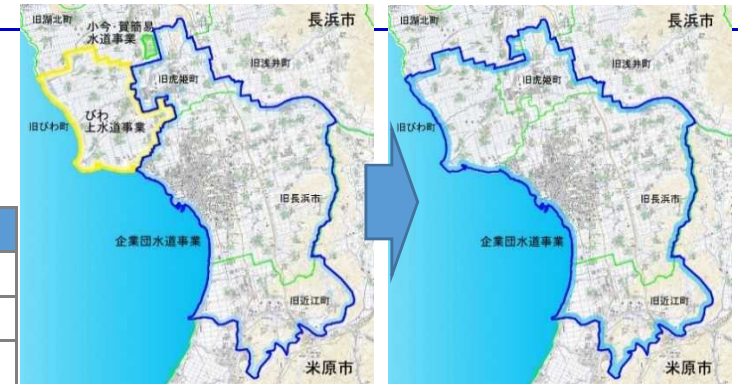 旧湖北町
小今・賀簡易
水道事業
長浜市
旧浅井町
旧虎姫町
びわ
上水道事業
旧びわ町
旧長浜市
企業団水道事業
旧近江町
米原市
旧湖北町
長浜市
旧浅井町
旧虎姫町
旧びわ町
旧長浜市
企業団水道事業
旧近江町
米原市